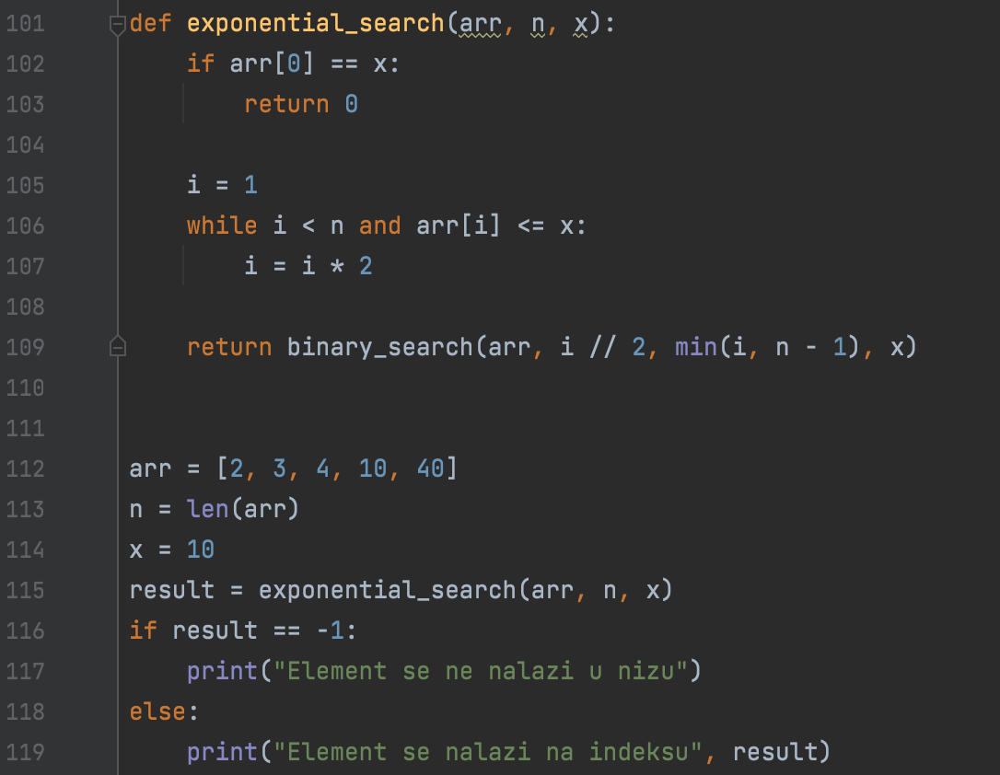 101 def exponential_search(arr, n, x):
102     if arr[0] == x:
103         return 0
104
105     i = 1
106     while i < n and arr[i] <= x:
107         i = i * 2
108
109     return binary_search(arr, i // 2, min(i, n - 1), x)
110
111
112 arr = [2, 3, 4, 10, 40]
113 n = len(arr)
114 x = 10
115 result = exponential_search(arr, n, x)
116 if result == -1:
117     print("Element se ne nalazi u nizu")
118 else:
119     print("Element se nalazi na indeksu", result)